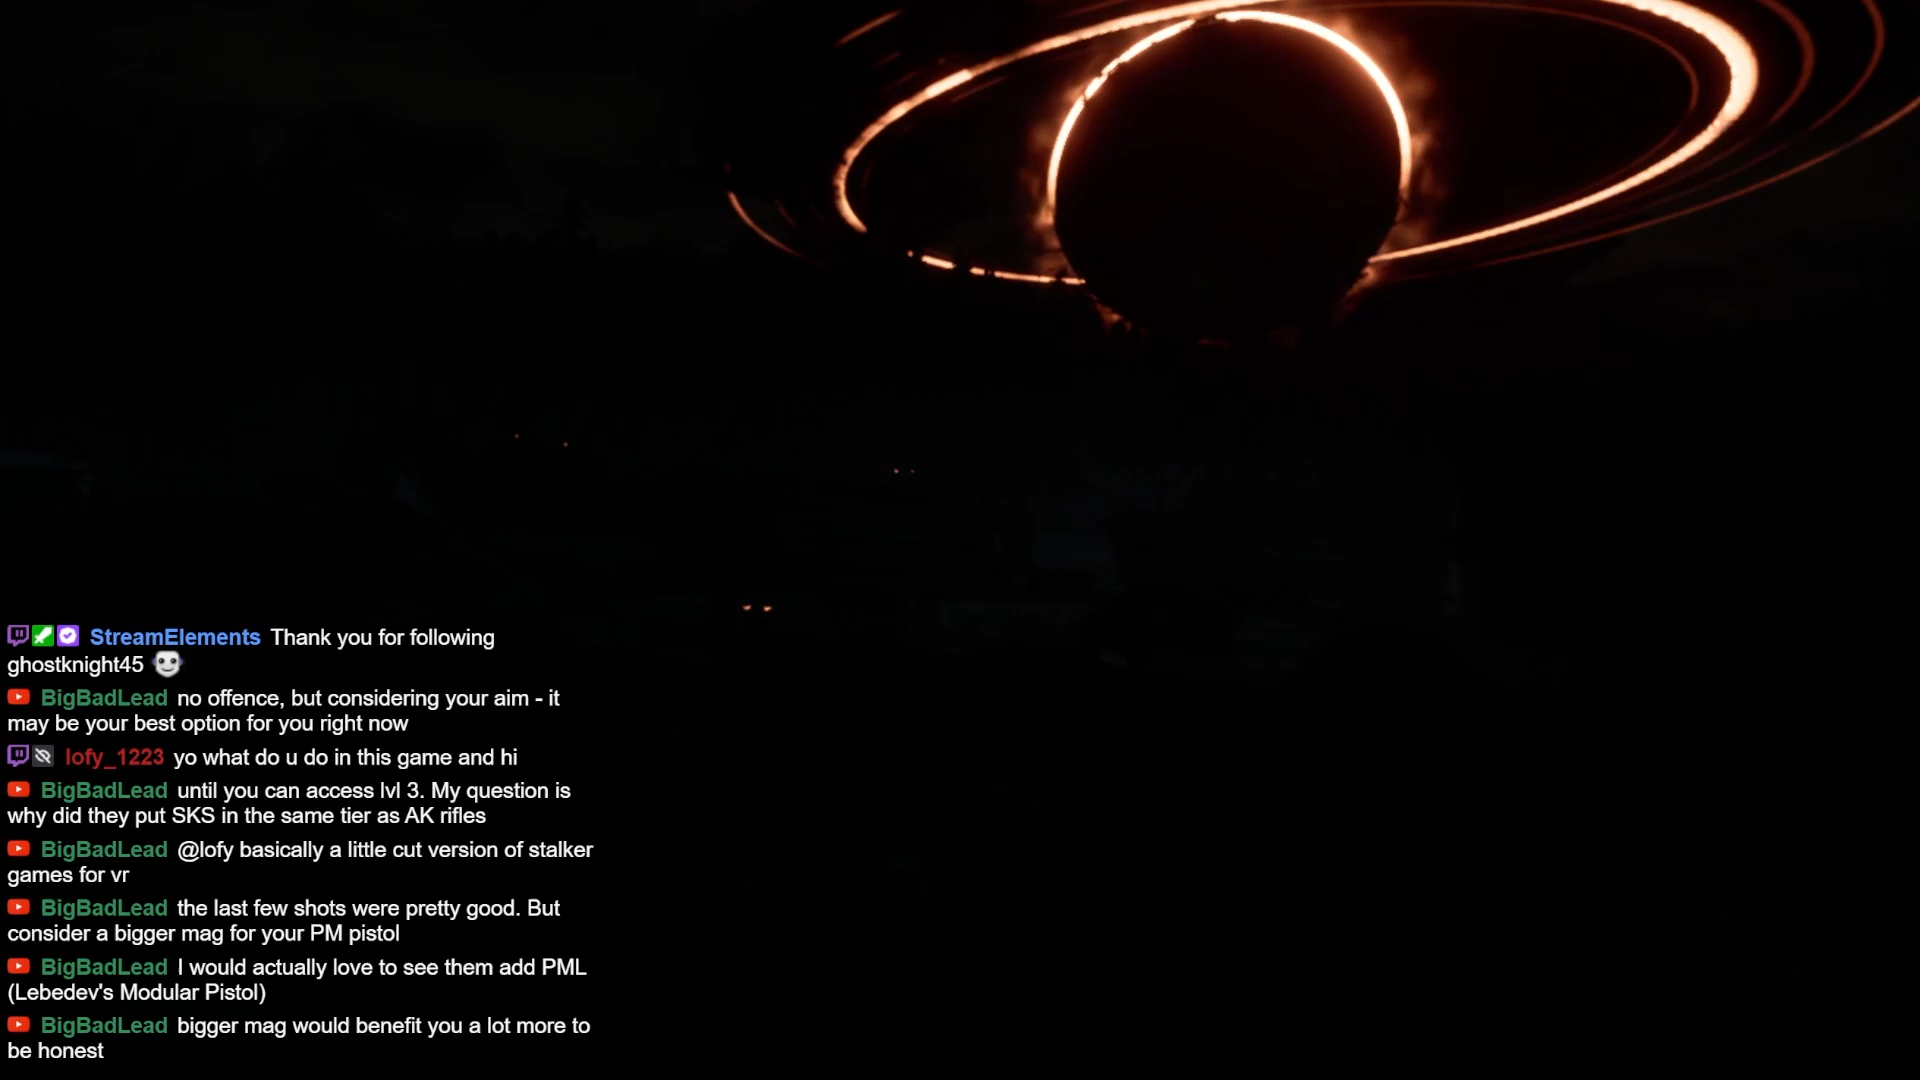 StreamElements Thank you for following
ghostknight45
BigBadLead no offence, but considering your aim - it
may be your best option for you right now
lofy_1223 yo what do u do in this game and hi
BigBadLead until you can access lvl 3. My question is
why did they put SKS in the same tier as AK rifles
BigBadLead @lofy basically a little cut version of stalker
games for vr
BigBadLead the last few shots were pretty good. But
consider a bigger mag for your PM pistol
BigBadLead I would actually love to see them add PML
(Lebedev's Modular Pistol)
BigBadLead bigger mag would benefit you a lot more to
be honest